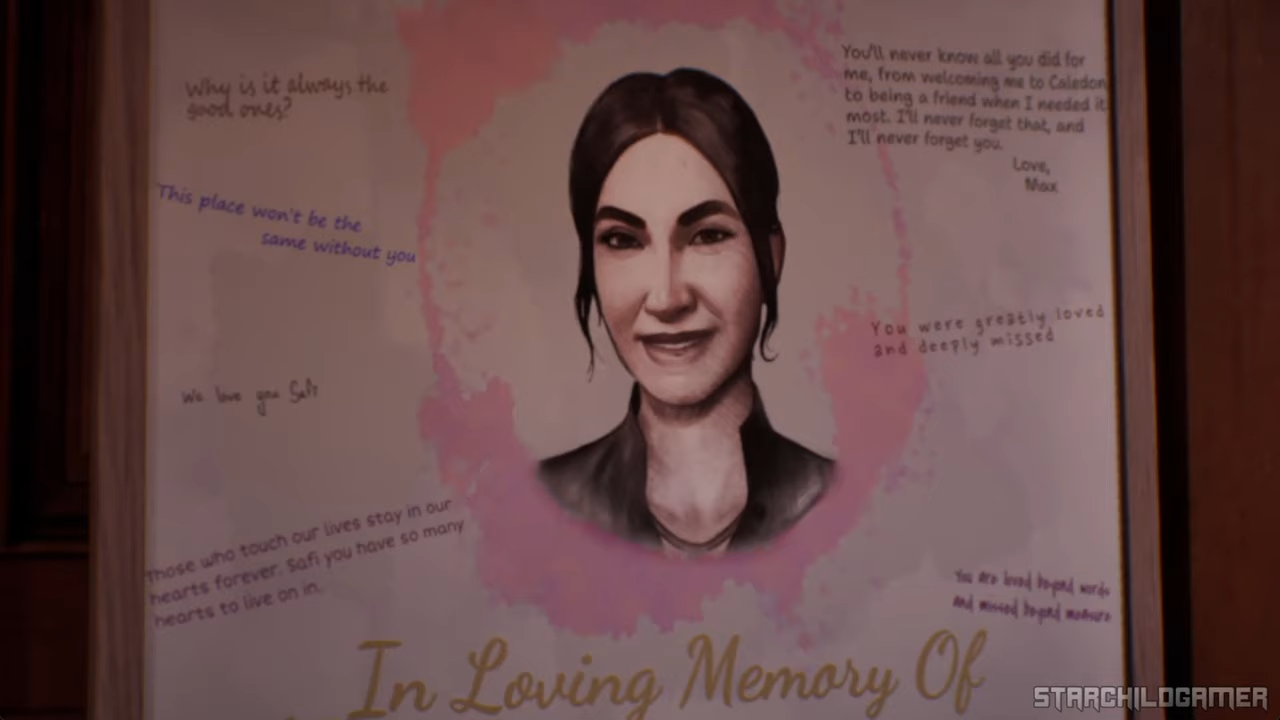 Why is it always the
good ones?
This place won't be the
same without you
We love you Safi
Those who touch our lives stay in our
hearts forever. Safi you have so many
hearts to live on in.
You'll never know all you did for
me, from welcoming me to Caledon
to being a friend when I needed it
most. I'll never forget that, and
I'll never forget you.
Love,
Max
You were greatly loved
and deeply missed
You are loved beyond words
and missed beyond measure
In Loving Memory Of
STARCHILDGAMER